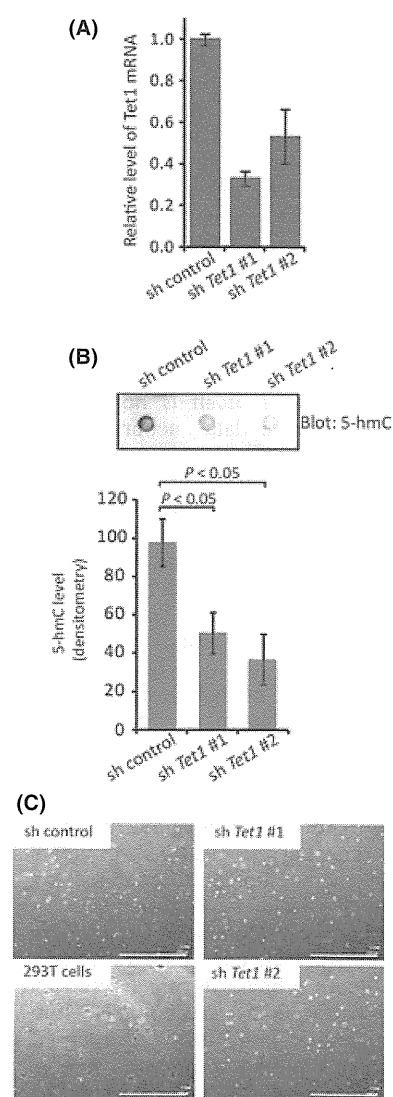 (A)
Relative level of Tet1 mRNA
1.0
0.8
0.6
0.4
0.2
0.0
sh control
sh Tet1 #1
sh Tet1 #2
(B)
sh control
sh Tet1 #1
sh Tet1 #2
Blot: 5-hmC
P < 0.05
P < 0.05
5-hmC level
(densitometry)
120
100
80
60
40
20
0
sh control
sh Tet1 #1
sh Tet1 #2
(C)
sh control
sh Tet1 #1
293T cells
sh Tet1 #2